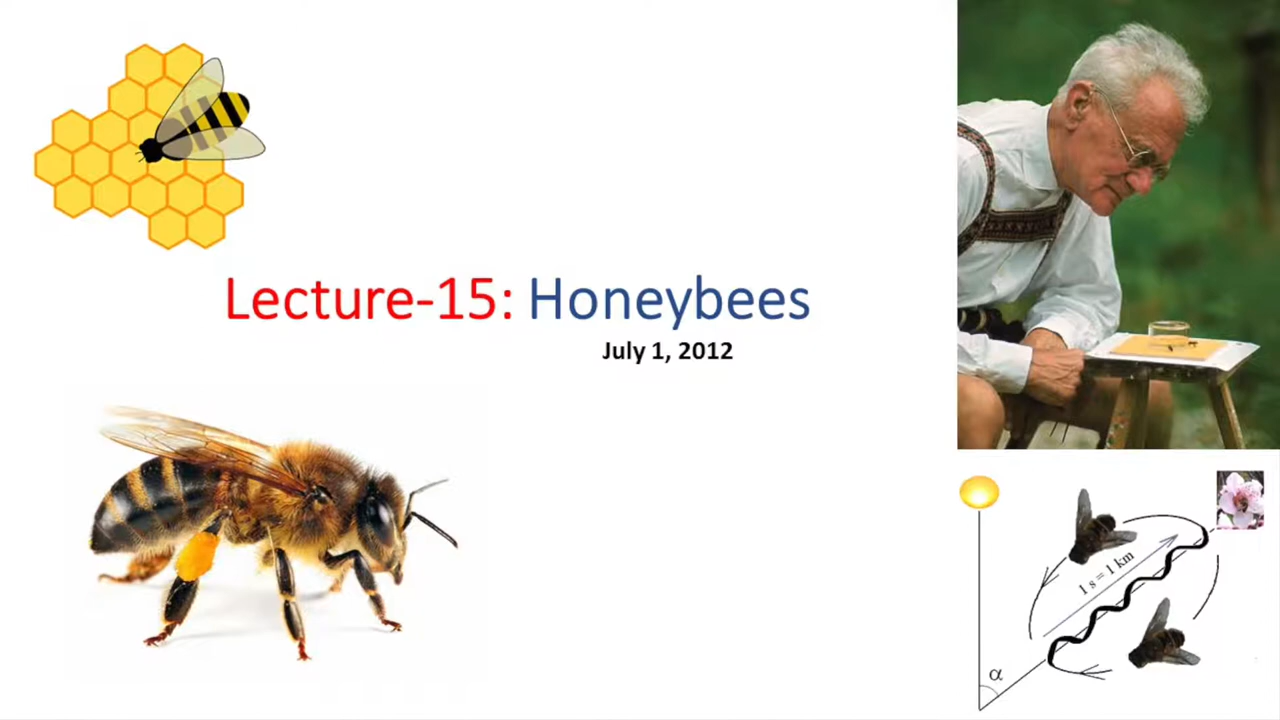 Lecture-15: Honeybees
July 1, 2012
1 s = 1 km
α